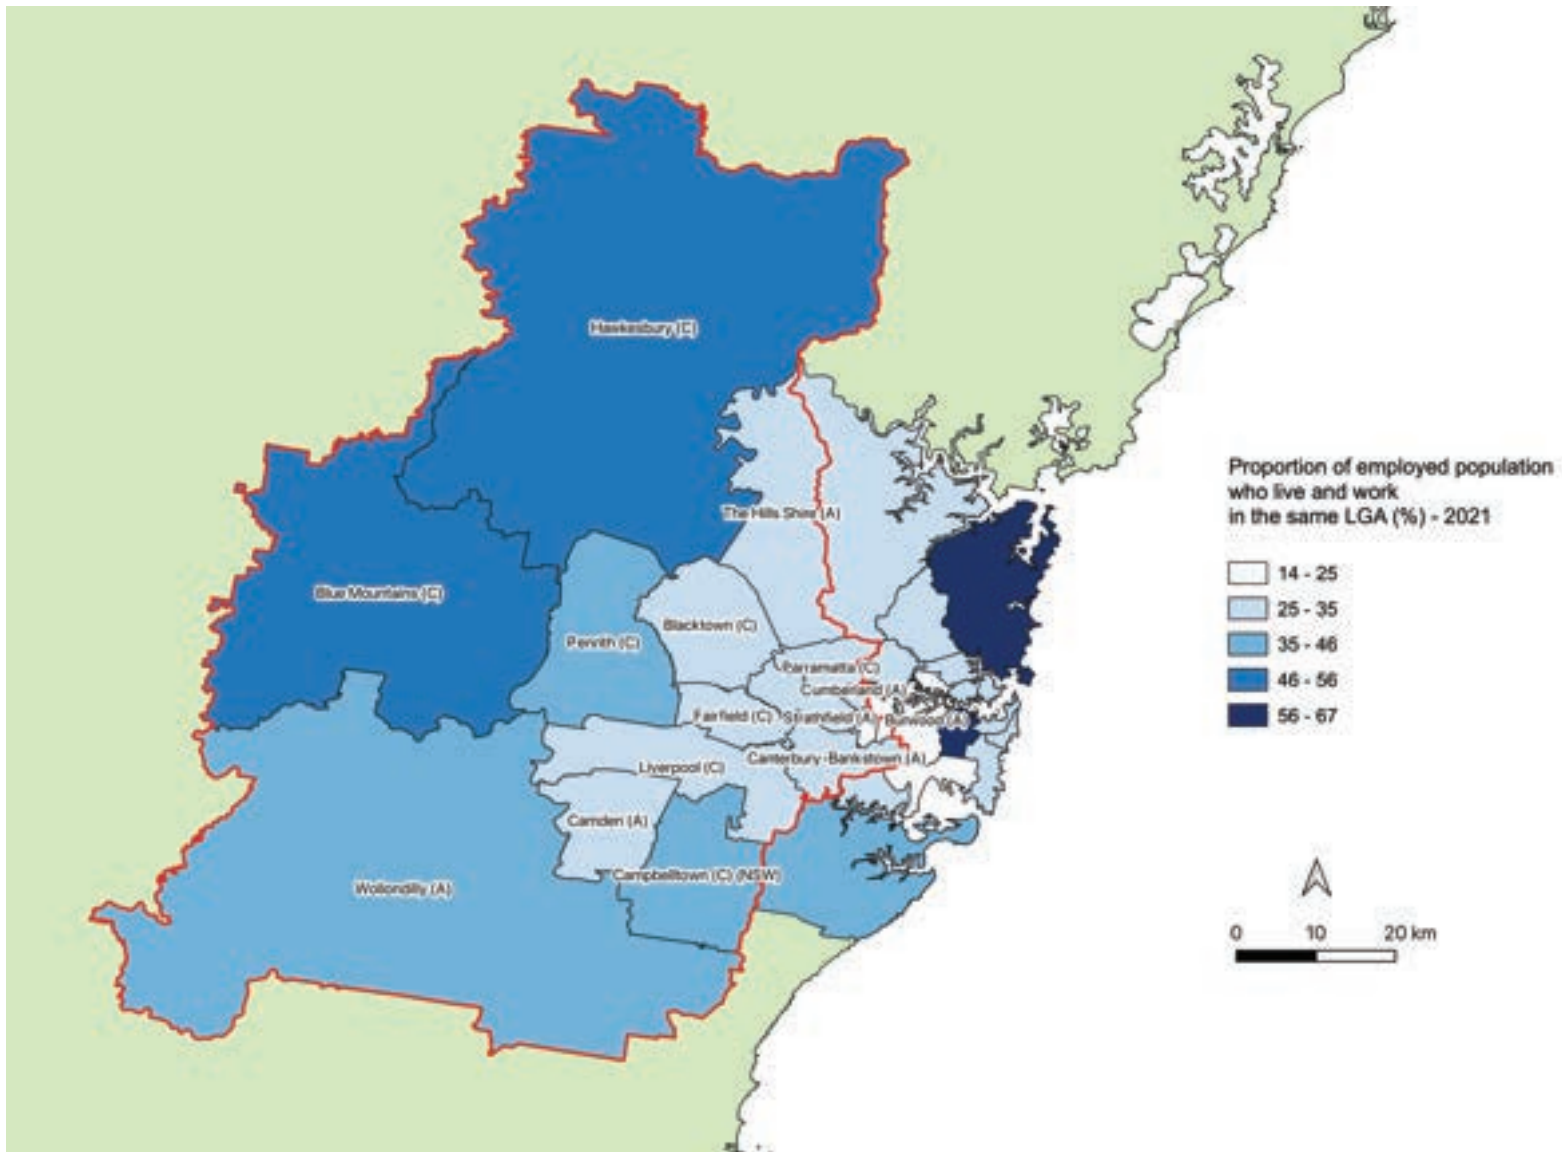 Hawkesbury (C)
The Hills Shire (A)
Blue Mountains (C)
Blacktown (C)
Penrith (C)
Parramatta (C)
Cumberland (A)
Fairfield (C)
Strathfield (A)
Burwood (A)
Canterbury-Bankstown (A)
Liverpool (C)
Camden (A)
Campbelltown (C) (NSW)
Wollondilly (A)
Proportion of employed population
who live and work
in the same LGA (%) - 2021
14 - 25
25 - 35
35 - 46
46 - 56
56 - 67
0 10 20 km